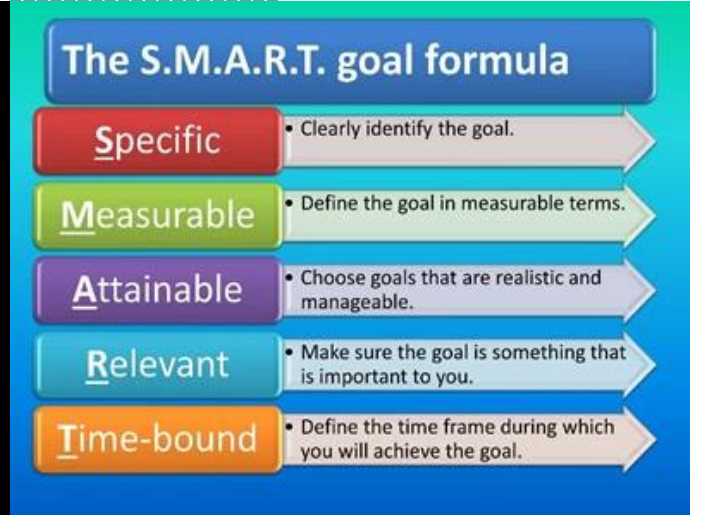 The S.M.A.R.T. goal formula
Specific
• Clearly identify the goal.
Measurable
• Define the goal in measurable terms.
Attainable
• Choose goals that are realistic and
manageable.
Relevant
• Make sure the goal is something that
is important to you.
Time-bound
• Define the time frame during which
you will achieve the goal.